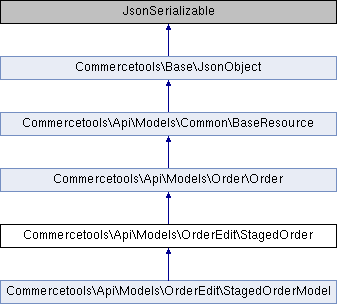 JsonSerializable
Commercetools\Base\JsonObject
Commercetools\Api\Models\Common\BaseResource
Commercetools\Api\Models\Order\Order
Commercetools\Api\Models\OrderEdit\StagedOrder
Commercetools\Api\Models\OrderEdit\StagedOrderModel